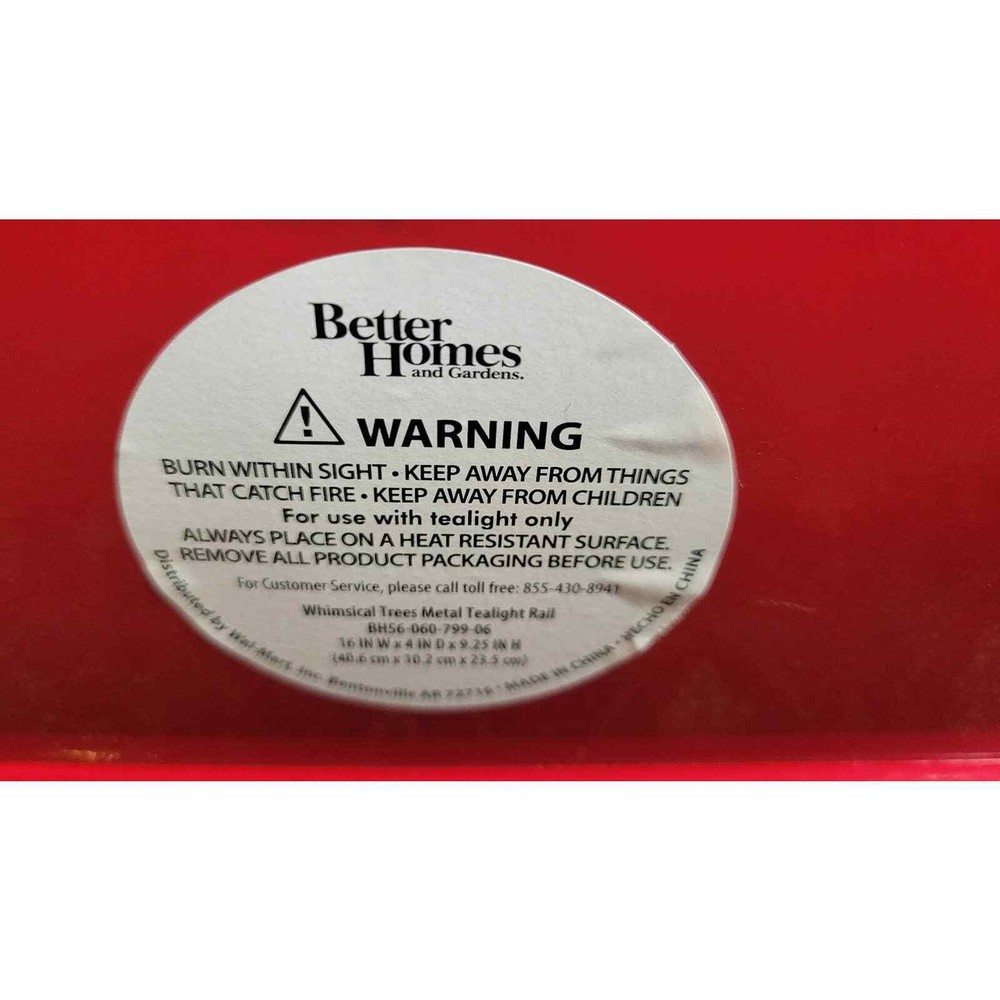 Better
Homes
and Gardens.
WARNING
BURN WITHIN SIGHT • KEEP AWAY FROM THINGS
THAT CATCH FIRE • KEEP AWAY FROM CHILDREN
For use with tealight only
ALWAYS PLACE ON A HEAT RESISTANT SURFACE.
REMOVE ALL PRODUCT PACKAGING BEFORE USE.
For Customer Service, please call toll free: 855-430-8941
Whimsical Trees Metal Tealight Rail
BH56-060-799-06
16 IN W x 4 IN D x 9.25 IN H
(40.6 cm x 10.2 cm x 23.5 cm)
Distributed by Wal-Mart, Inc. Bentonville AR 72716 • MADE IN CHINA • HECHO EN CHINA